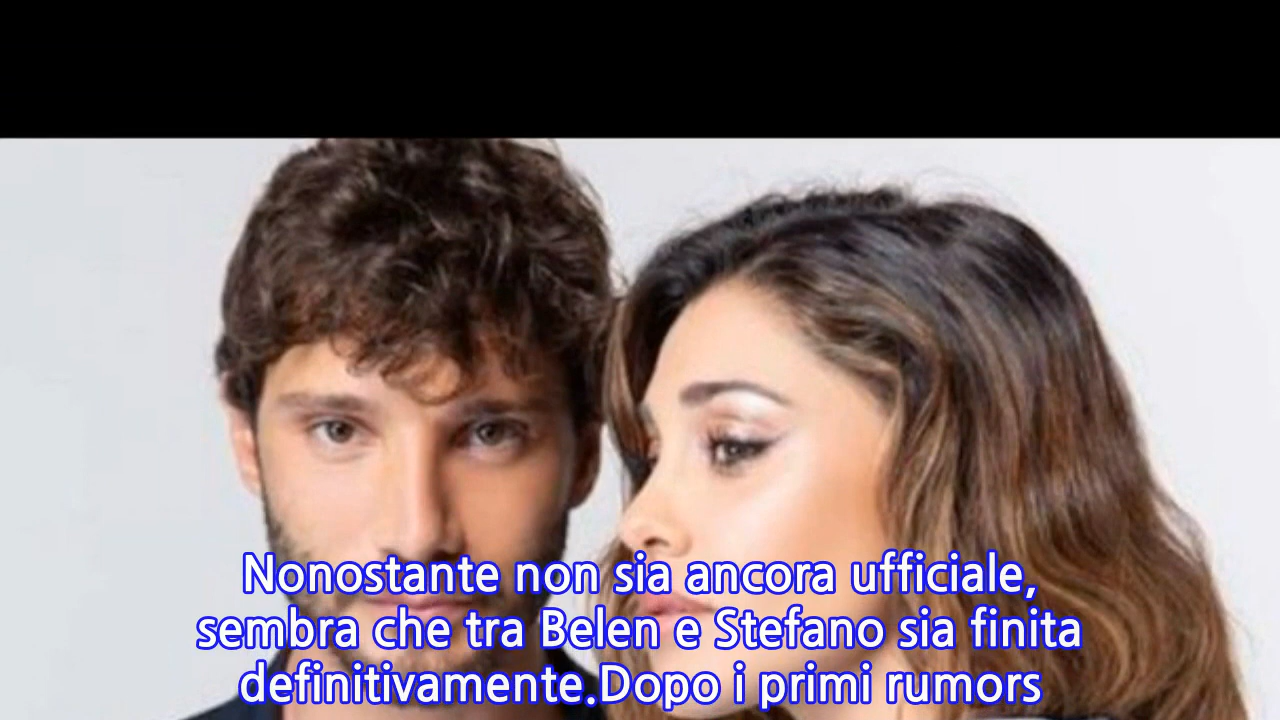 Nonostante non sia ancora ufficiale,
sembra che tra Belen e Stefano sia finita
definitivamente.Dopo i primi rumors